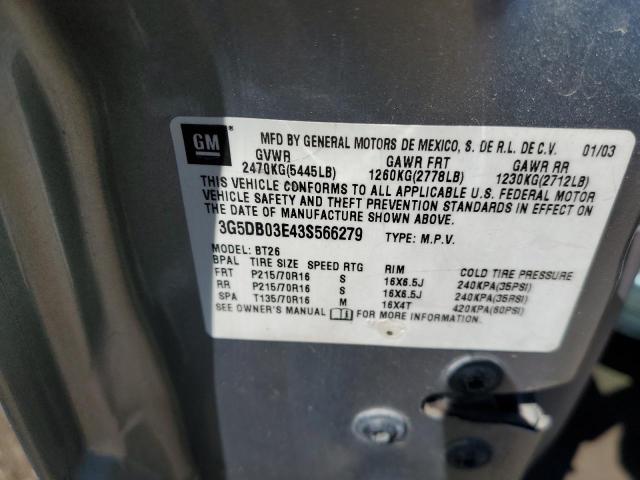 GM
MFD BY GENERAL MOTORS DE MEXICO, S. DE R.L. DE C.V. 01/03
GVWR GAWR FRT GAWR RR
2470KG(5445LB) 1260KG(2778LB) 1230KG(2712LB)
THIS VEHICLE CONFORMS TO ALL APPLICABLE U.S. FEDERAL MOTOR
VEHICLE SAFETY AND THEFT PREVENTION STANDARDS IN EFFECT ON
THE DATE OF MANUFACTURE SHOWN ABOVE.
3G5DB03E43S566279 TYPE: M.P.V.
MODEL: BT26
BPAL TIRE SIZE SPEED RTG RIM COLD TIRE PRESSURE
FRT P215/70R16 S 16X6.5J 240KPA(35PSI)
RR P215/70R16 S 16X6.5J 240KPA(35PSI)
SPA T135/70R16 M 16X4T 420KPA(60PSI)
SEE OWNER'S MANUAL FOR MORE INFORMATION.